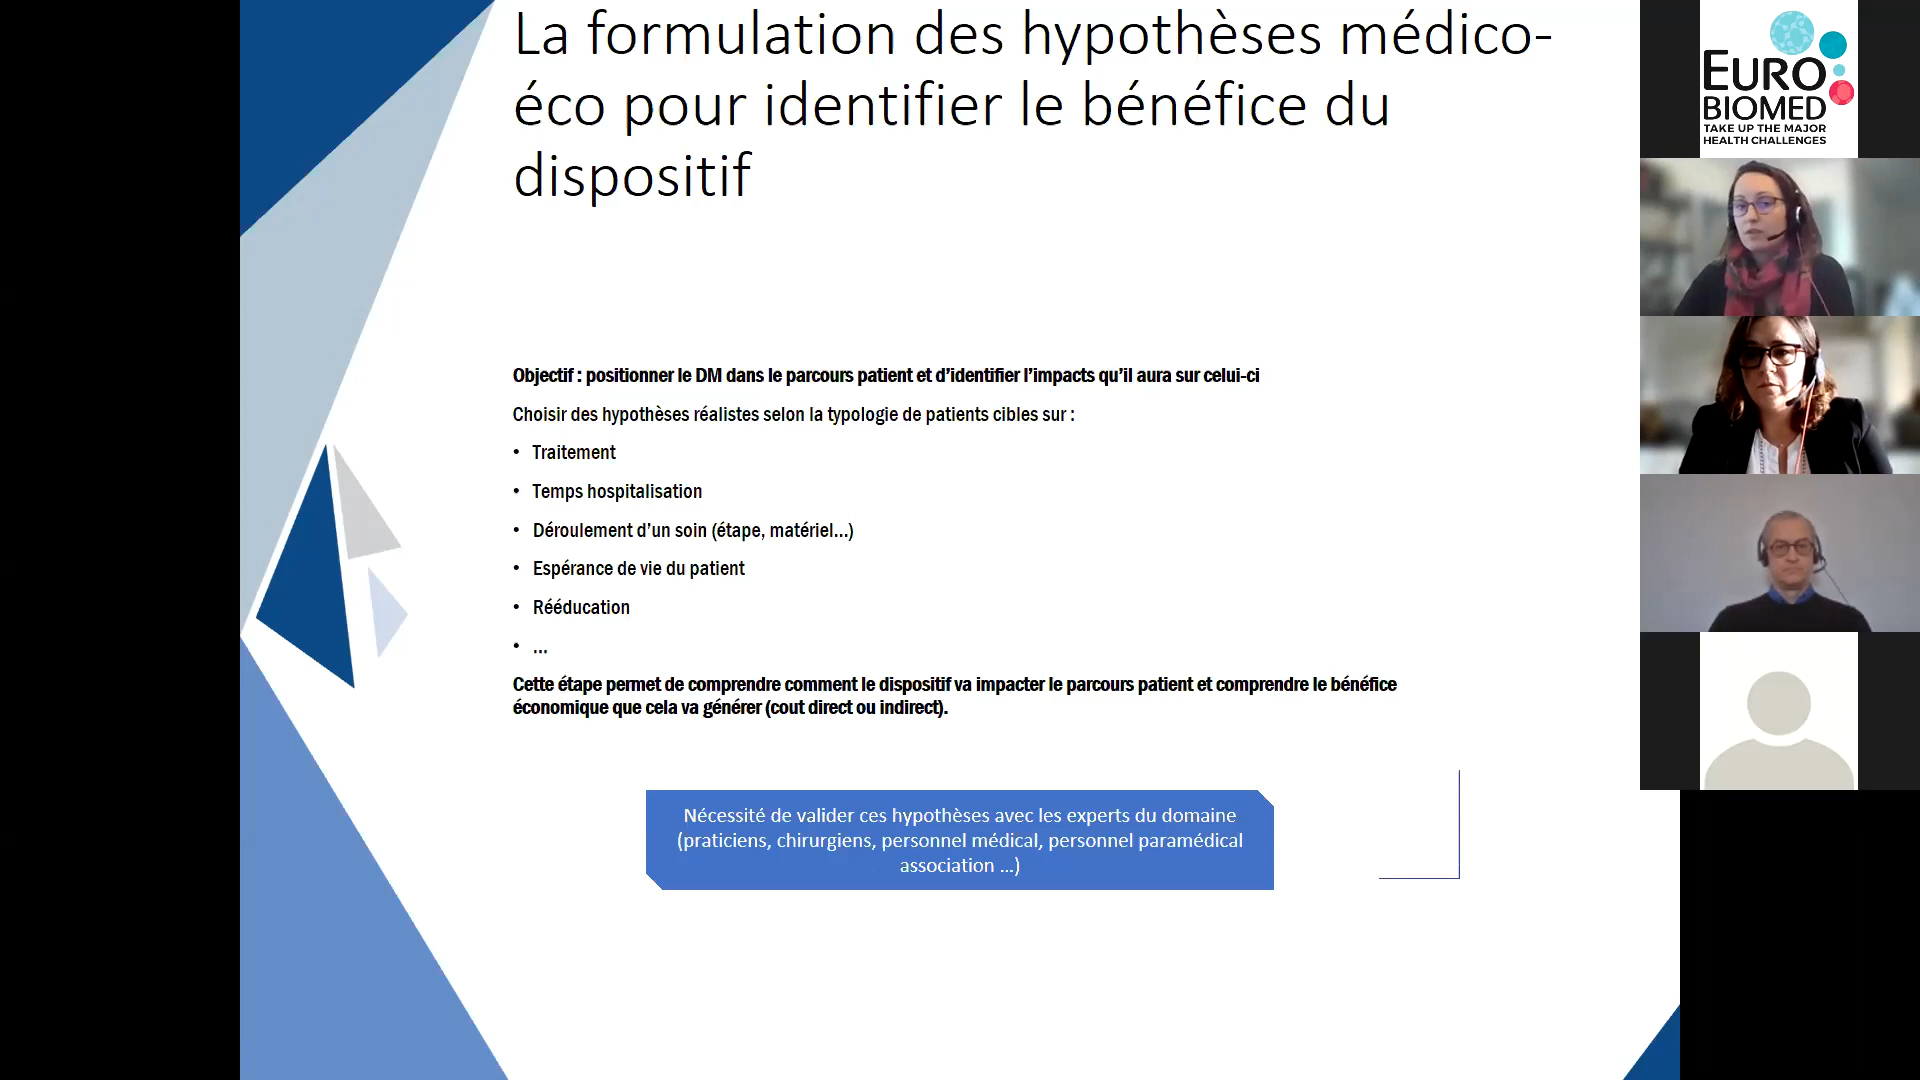 La formulation des hypothèses médico-
éco pour identifier le bénéfice du
dispositif
Objectif : positionner le DM dans le parcours patient et d'identifier l'impacts qu'il aura sur celui-ci
Choisir des hypothèses réalistes selon la typologie de patients cibles sur :
• Traitement
• Temps hospitalisation
• Déroulement d'un soin (étape, matériel...)
• Espérance de vie du patient
• Rééducation
• ...
Cette étape permet de comprendre comment le dispositif va impacter le parcours patient et comprendre le bénéfice
économique que cela va générer (cout direct ou indirect).
Nécessité de valider ces hypothèses avec les experts du domaine
(praticiens, chirurgiens, personnel médical, personnel paramédical
association ...)
EURO
BIOMED
TAKE UP THE MAJOR
HEALTH CHALLENGES